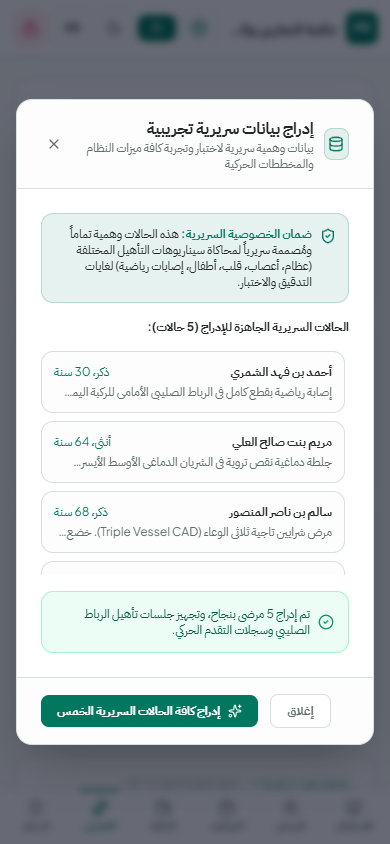 إدراج بيانات سريرية تجريبية
بيانات وهمية سريرية لاختبار وتجربة كافة ميزات النظام
والمخططات الحركية
ضمان الخصوصية السريرية: هذه الحالات وهمية تماماً
ومُصممة سريرياً لمحاكاة سيناريوهات التأهيل المختلفة
(عظام، أعصاب، قلب، أطفال، إصابات رياضية) لغايات
التدقيق والاختبار.
الحالات السريرية الجاهزة للإدراج (5 حالات):
أحمد بن فهد الشمري
ذكر، 30 سنة
إصابة رياضية بقطع كامل في الرباط الصليبي الأمامي للركبة اليم...
مريم بنت صالح العلي
أنثى، 64 سنة
جلطة دماغية نقص تروية في الشريان الدماغي الأوسط الأيسر...
سالم بن ناصر المنصور
ذكر، 68 سنة
مرض شرايين تاجية ثلاثي الوعاء (Triple Vessel CAD). خضع...
تم إدراج 5 مرضى بنجاح، وتجهيز جلسات تأهيل الرباط
الصليبي وسجلات التقدم الحركي.
إغلاق
إدراج كافة الحالات السريرية الخمس